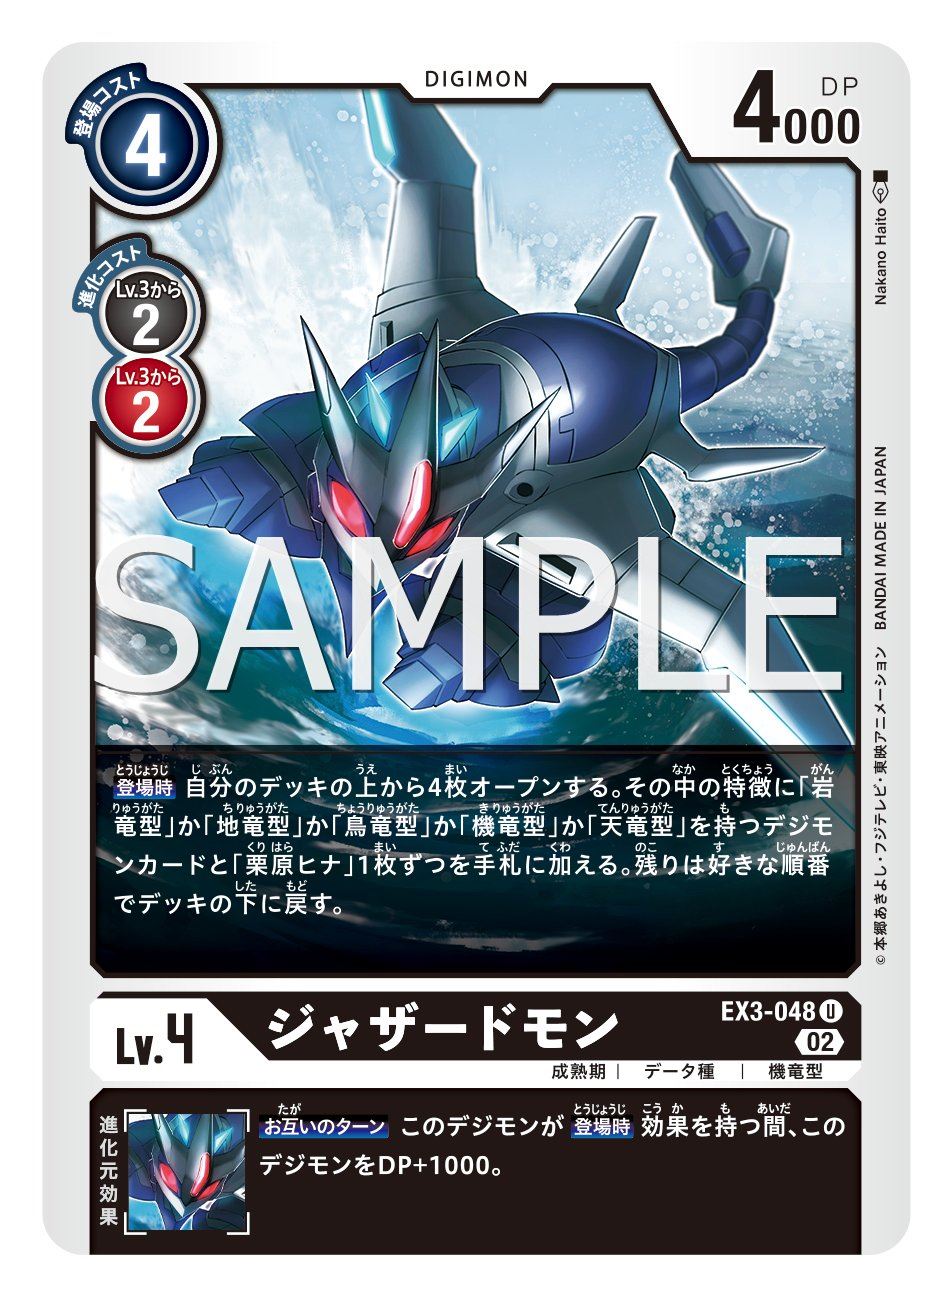 DIGIMON
登場コスト
4
DP
4000
進化コスト
Lv.3から
2
Lv.3から
2
Nakano Haito
©本郷あきよし・フジテレビ・東映アニメーション BANDAI MADE IN JAPAN
SAMPLE
登場時 自分のデッキの上から4枚オープンする。その中の特徴に「岩
竜型」か「地竜型」か「鳥竜型」か「機竜型」か「天竜型」を持つデジモ
ンカードと「栗原ヒナ」1枚ずつを手札に加える。残りは好きな順番
でデッキの下に戻す。
Lv.4
ジャザードモン
EX3-048 U
02
成熟期 | データ種 | 機竜型
進化元効果
お互いのターン このデジモンが 登場時 効果を持つ間、この
デジモンをDP+1000。